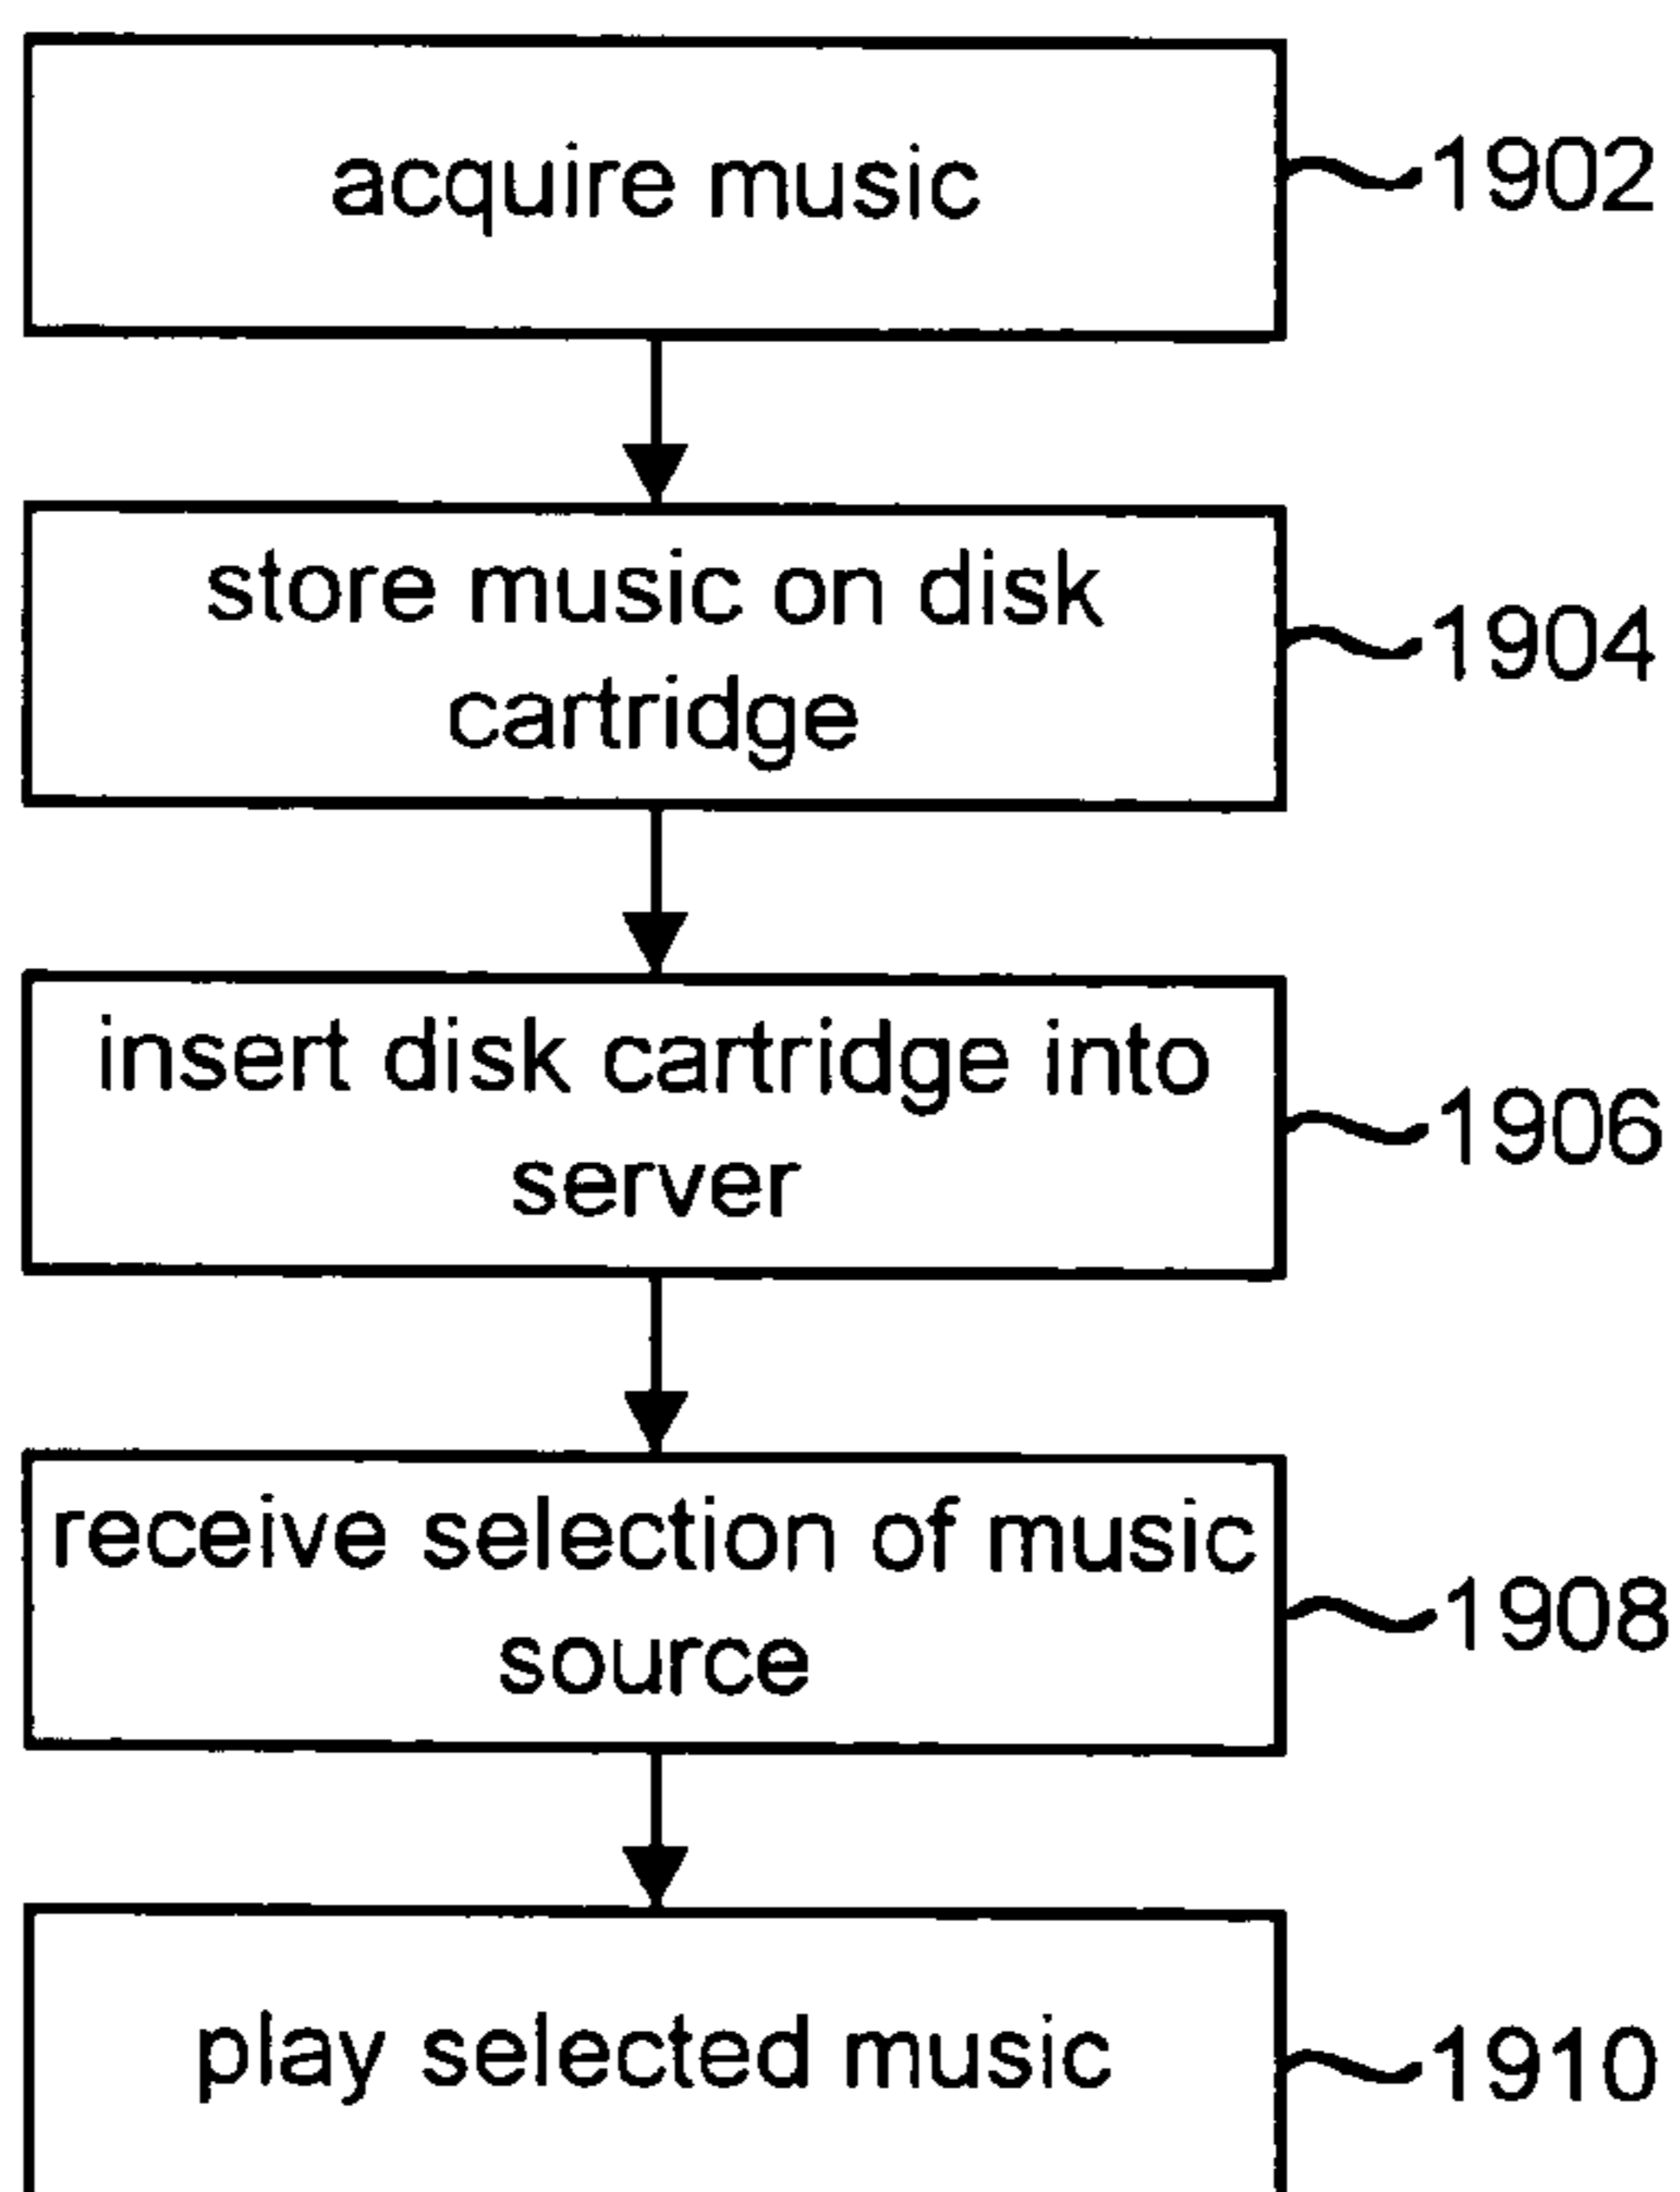 acquire music
1902
store music on disk
cartridge
1904
insert disk cartridge into
server
1906
receive selection of music
source
1908
play selected music
1910